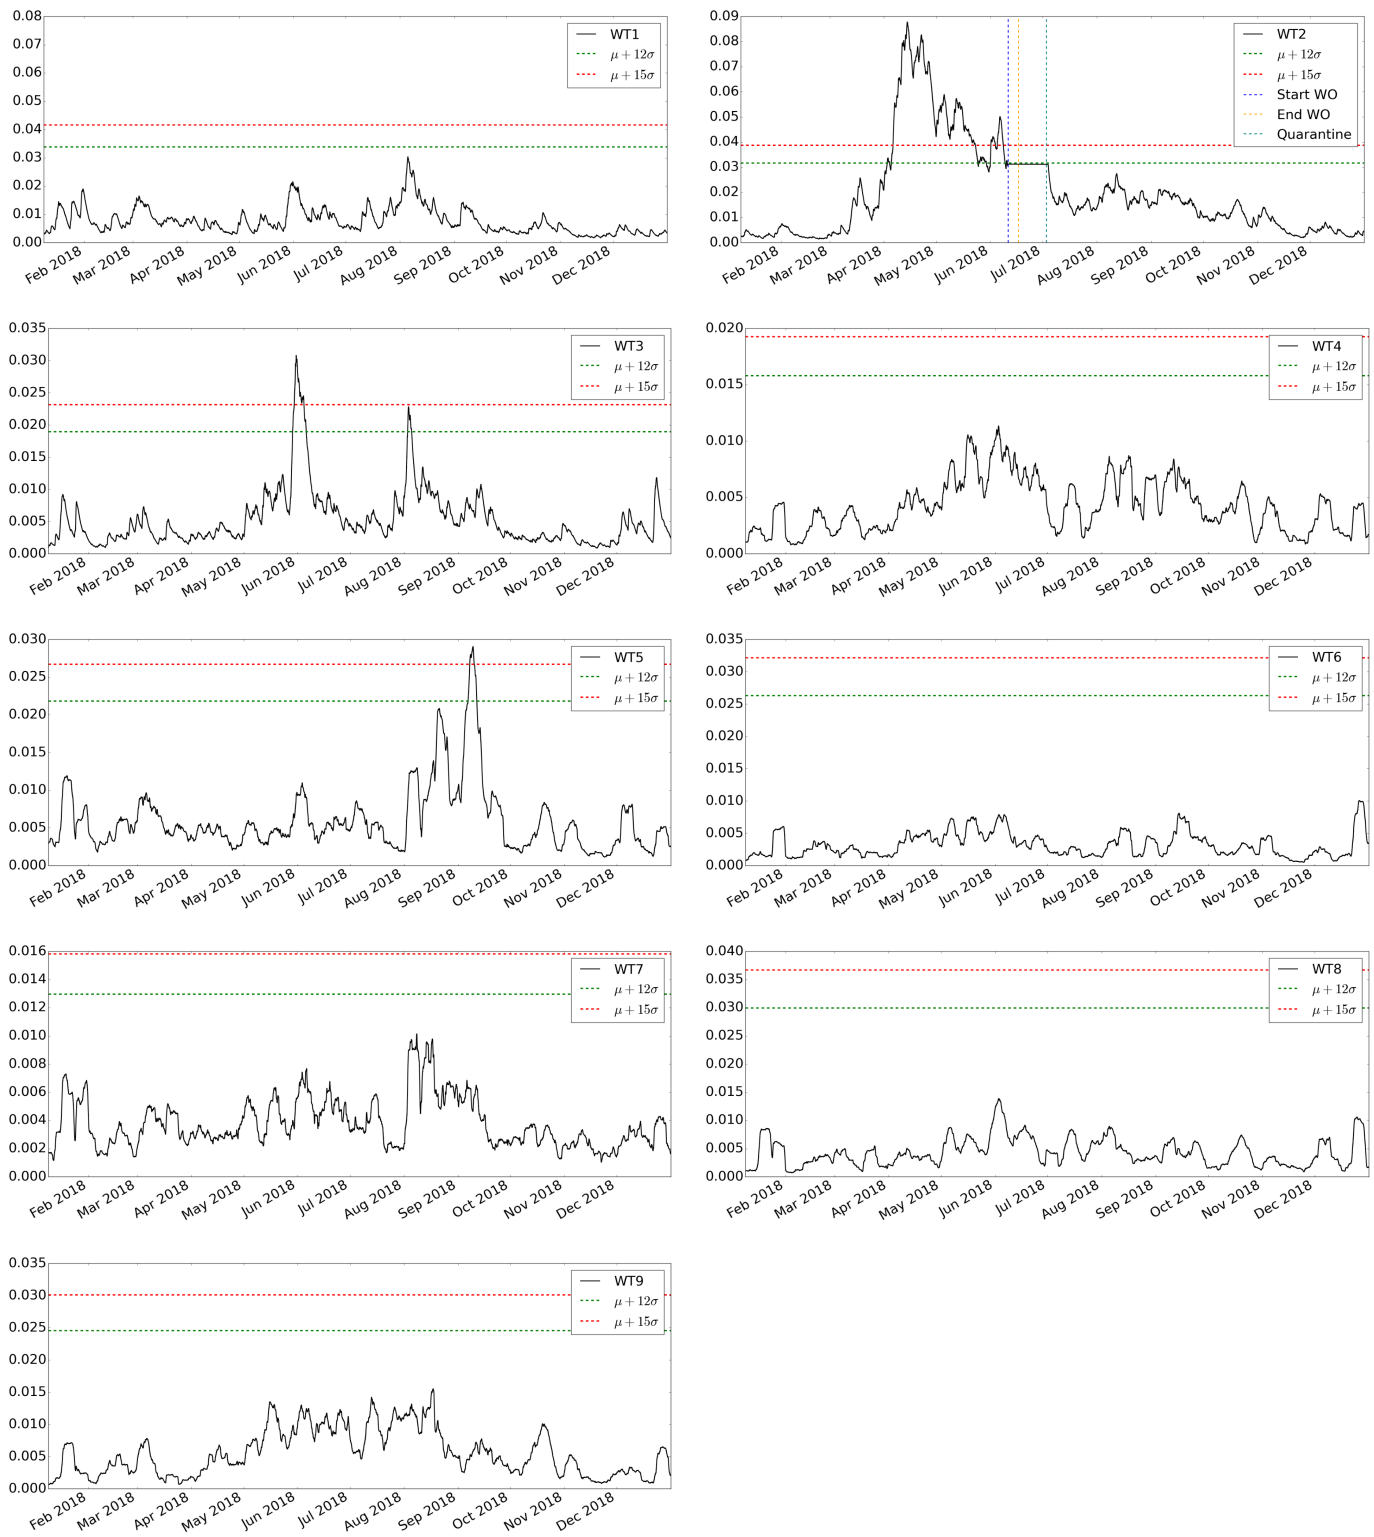 0.08
0.07
0.06
0.05
0.04
0.03
0.02
0.01
0.00
WT1
μ + 12σ
μ + 15σ
Feb 2018 Mar 2018 Apr 2018 May 2018 Jun 2018 Jul 2018 Aug 2018 Sep 2018 Oct 2018 Nov 2018 Dec 2018
0.09
0.08
0.07
0.06
0.05
0.04
0.03
0.02
0.01
0.00
WT2
μ + 12σ
μ + 15σ
Start WO
End WO
Quarantine
Feb 2018 Mar 2018 Apr 2018 May 2018 Jun 2018 Jul 2018 Aug 2018 Sep 2018 Oct 2018 Nov 2018 Dec 2018
0.035
0.030
0.025
0.020
0.015
0.010
0.005
0.000
WT3
μ + 12σ
μ + 15σ
Feb 2018 Mar 2018 Apr 2018 May 2018 Jun 2018 Jul 2018 Aug 2018 Sep 2018 Oct 2018 Nov 2018 Dec 2018
0.020
0.015
0.010
0.005
0.000
WT4
μ + 12σ
μ + 15σ
Feb 2018 Mar 2018 Apr 2018 May 2018 Jun 2018 Jul 2018 Aug 2018 Sep 2018 Oct 2018 Nov 2018 Dec 2018
0.030
0.025
0.020
0.015
0.010
0.005
0.000
WT5
μ + 12σ
μ + 15σ
Feb 2018 Mar 2018 Apr 2018 May 2018 Jun 2018 Jul 2018 Aug 2018 Sep 2018 Oct 2018 Nov 2018 Dec 2018
0.035
0.030
0.025
0.020
0.015
0.010
0.005
0.000
WT6
μ + 12σ
μ + 15σ
Feb 2018 Mar 2018 Apr 2018 May 2018 Jun 2018 Jul 2018 Aug 2018 Sep 2018 Oct 2018 Nov 2018 Dec 2018
0.016
0.014
0.012
0.010
0.008
0.006
0.004
0.002
0.000
WT7
μ + 12σ
μ + 15σ
Feb 2018 Mar 2018 Apr 2018 May 2018 Jun 2018 Jul 2018 Aug 2018 Sep 2018 Oct 2018 Nov 2018 Dec 2018
0.040
0.035
0.030
0.025
0.020
0.015
0.010
0.005
0.000
WT8
μ + 12σ
μ + 15σ
Feb 2018 Mar 2018 Apr 2018 May 2018 Jun 2018 Jul 2018 Aug 2018 Sep 2018 Oct 2018 Nov 2018 Dec 2018
0.035
0.030
0.025
0.020
0.015
0.010
0.005
0.000
WT9
μ + 12σ
μ + 15σ
Feb 2018 Mar 2018 Apr 2018 May 2018 Jun 2018 Jul 2018 Aug 2018 Sep 2018 Oct 2018 Nov 2018 Dec 2018